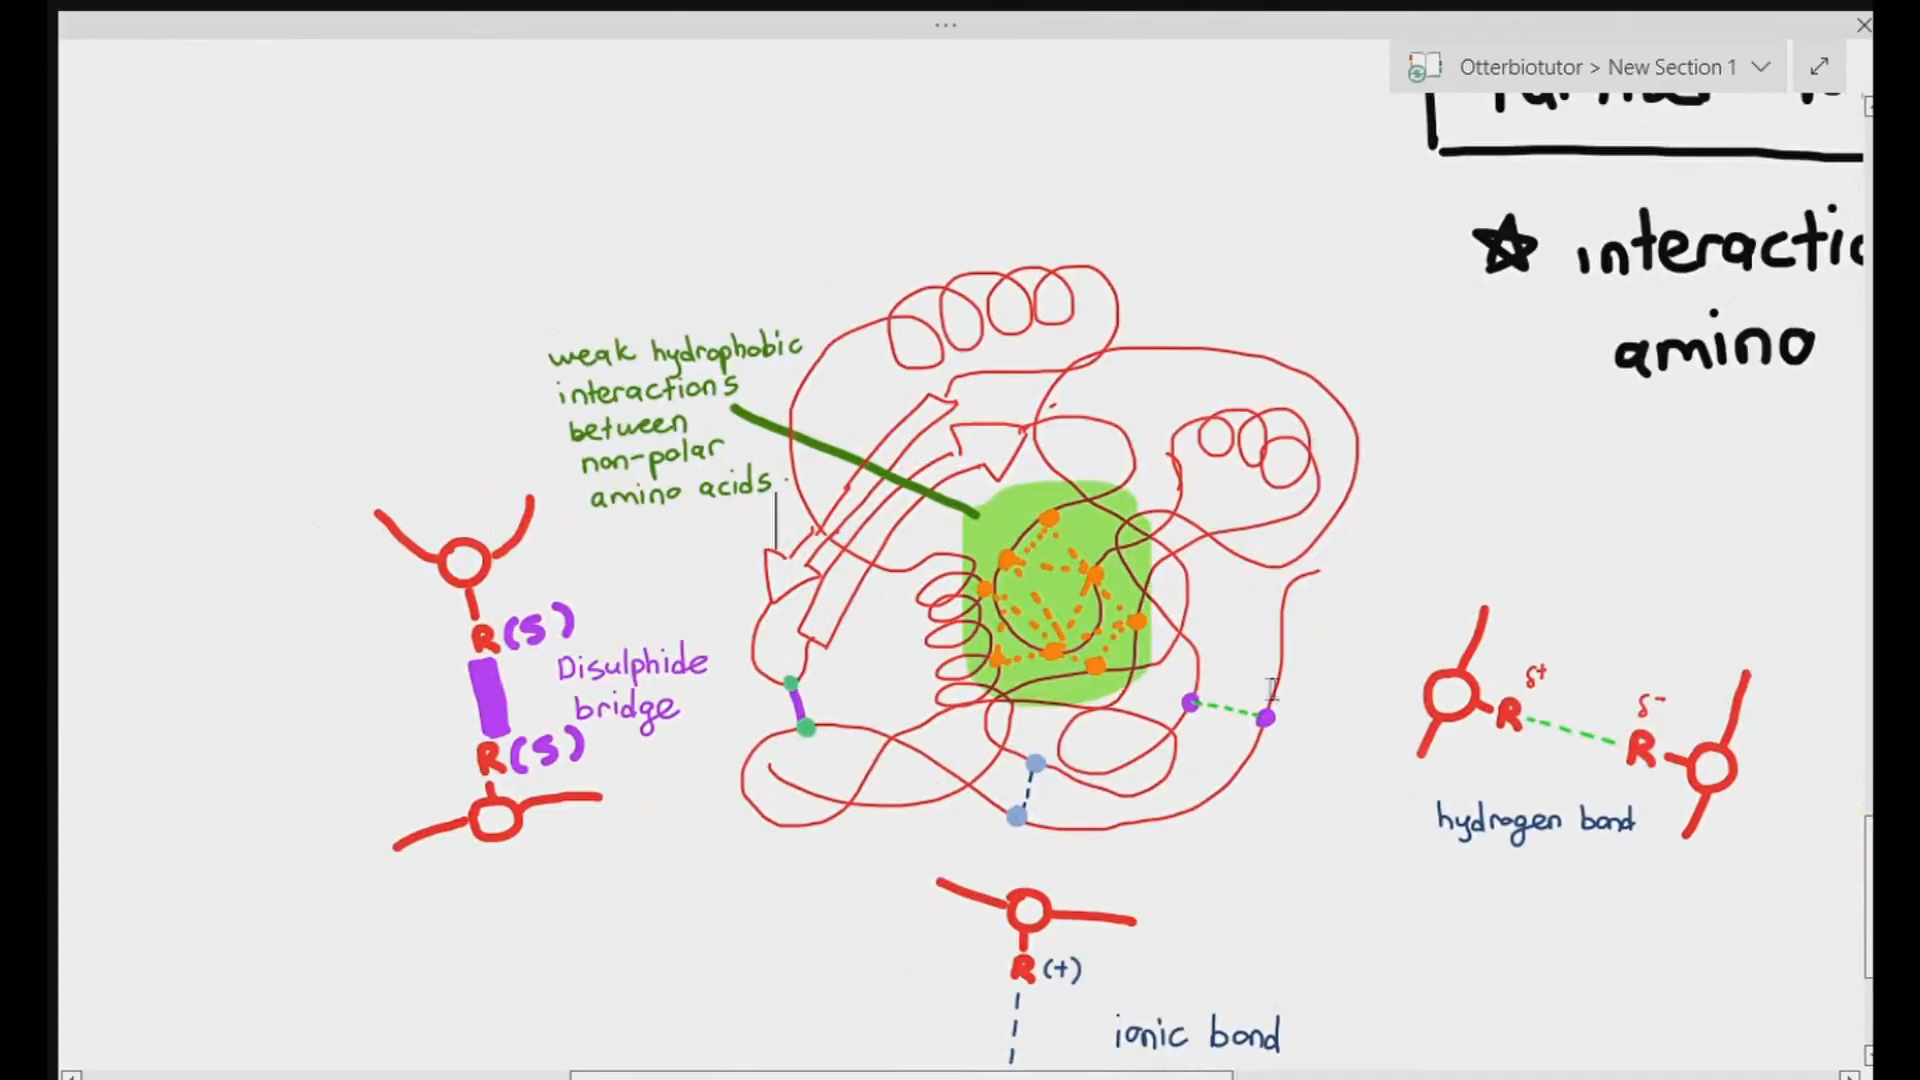 Otterbiotutor > New Section 1
☆ interactio
amino
weak hydrophobic
interactions
between
non-polar
amino acids.
R(S)
Disulphide
bridge
R(S)
δ+
R
δ-
R
hydrogen bond
R (+)
ionic bond